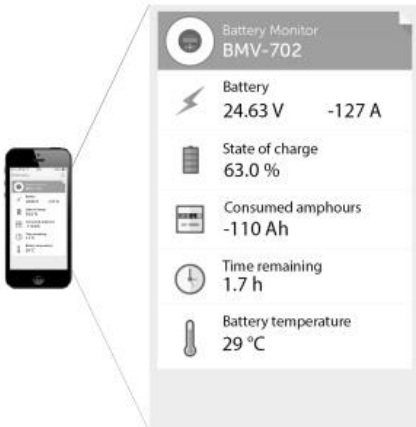 Battery Monitor
BMV-702
Battery
24.63 V -127 A
State of charge
63.0 %
Consumed amphours
-110 Ah
Time remaining
1.7 h
Battery temperature
29 °C